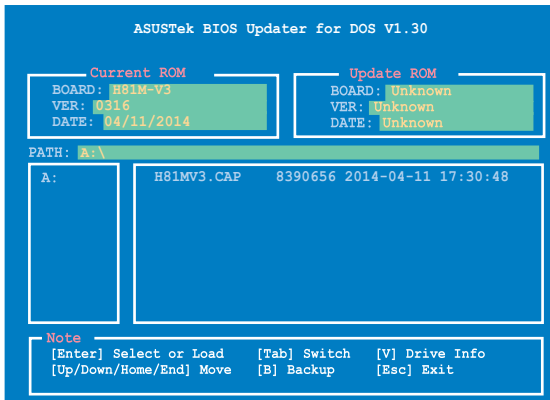 ASUSTek BIOS Updater for DOS V1.30
Current ROM
BOARD: H81M-V3
VER: 0316
DATE: 04/11/2014
Update ROM
BOARD: Unknown
VER: Unknown
DATE: Unknown
PATH: A:\
A:
H81MV3.CAP 8390656 2014-04-11 17:30:48
Note
[Enter] Select or Load [Tab] Switch [V] Drive Info
[Up/Down/Home/End] Move [B] Backup [Esc] Exit